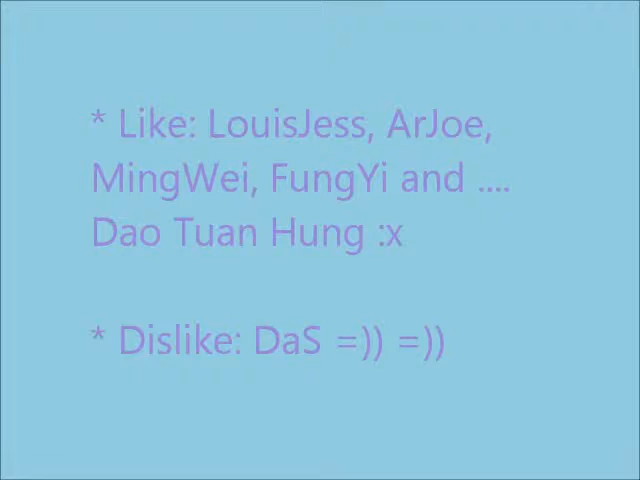 * Like: LouisJess, ArJoe,
MingWei, FungYi and ....
Dao Tuan Hung :x
* Dislike: DaS =)) =))